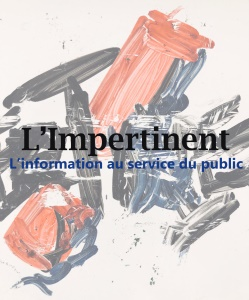 L'Impertinent
L'information au service du public